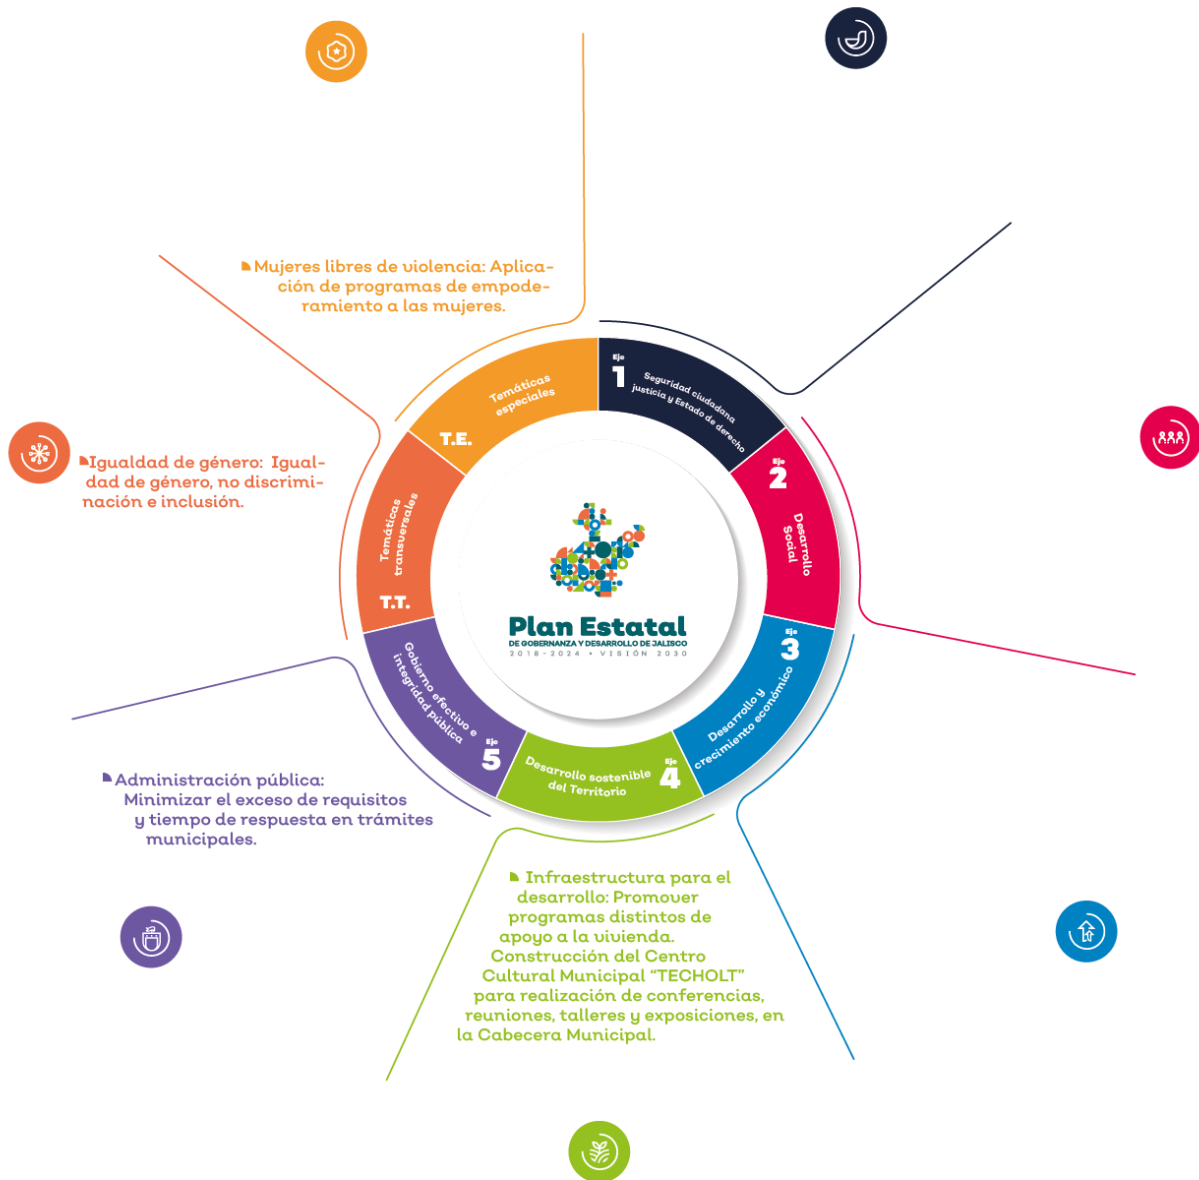 Mujeres libres de violencia: Aplica-
ción de programas de empode-
ramiento a las mujeres.
Temáticas
especiales
T.E.
Eje
1
Seguridad ciudadana
justicia y Estado de derecho
Eje
2
Desarrollo
Social
Igualdad de género: Igual-
dad de género, no discrimi-
nación e inclusión.
Temáticas
transversales
T.T.
Plan Estatal
DE GOBERNANZA Y DESARROLLO DE JALISCO
2018-2024 • VISIÓN 2030
Eje
3
Desarrollo y
crecimiento económico
Gobierno efectivo e
integridad pública
Eje
5
Desarrollo sostenible
del Territorio
Eje
4
Administración pública:
Minimizar el exceso de requisitos
y tiempo de respuesta en trámites
municipales.
Infraestructura para el
desarrollo: Promover
programas distintos de
apoyo a la vivienda.
Construcción del Centro
Cultural Municipal “TECHOLT”
para realización de conferencias,
reuniones, talleres y exposiciones, en
la Cabecera Municipal.